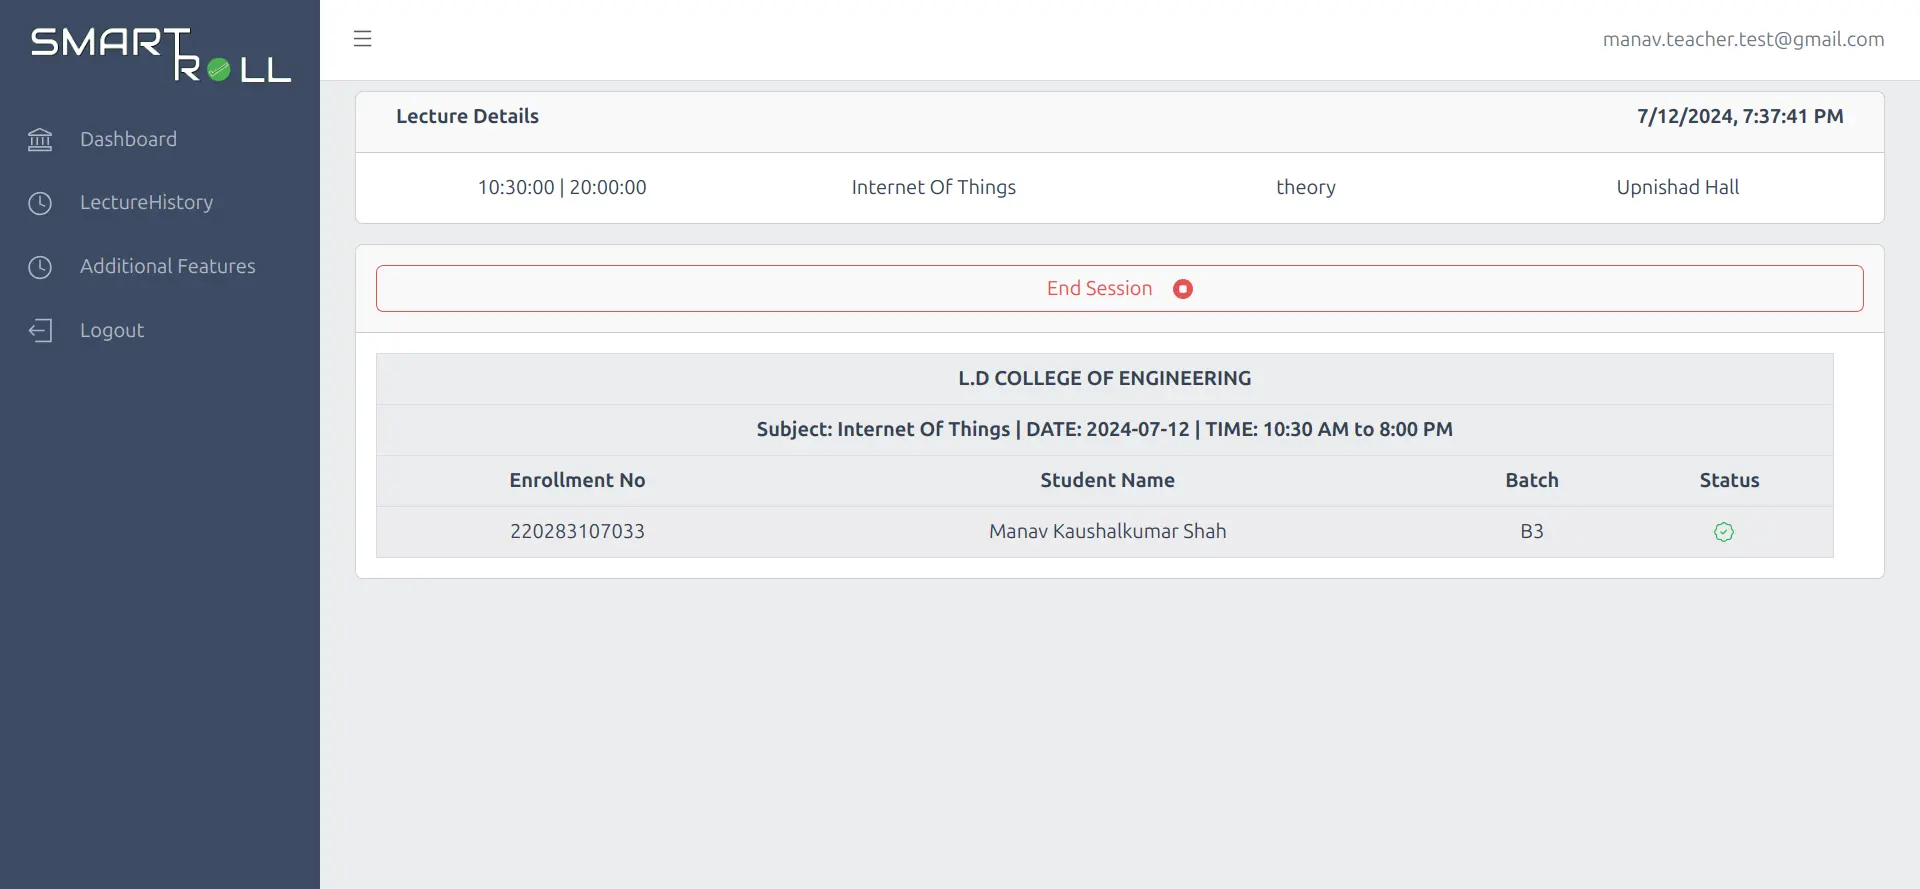 SMART ROLL
manav.teacher.test@gmail.com
Dashboard
LectureHistory
Additional Features
Logout
Lecture Details 7/12/2024, 7:37:41 PM
10:30:00 | 20:00:00 Internet Of Things theory Upnishad Hall
End Session
L.D COLLEGE OF ENGINEERING
Subject: Internet Of Things | DATE: 2024-07-12 | TIME: 10:30 AM to 8:00 PM
Enrollment No Student Name Batch Status
220283107033 Manav Kaushalkumar Shah B3